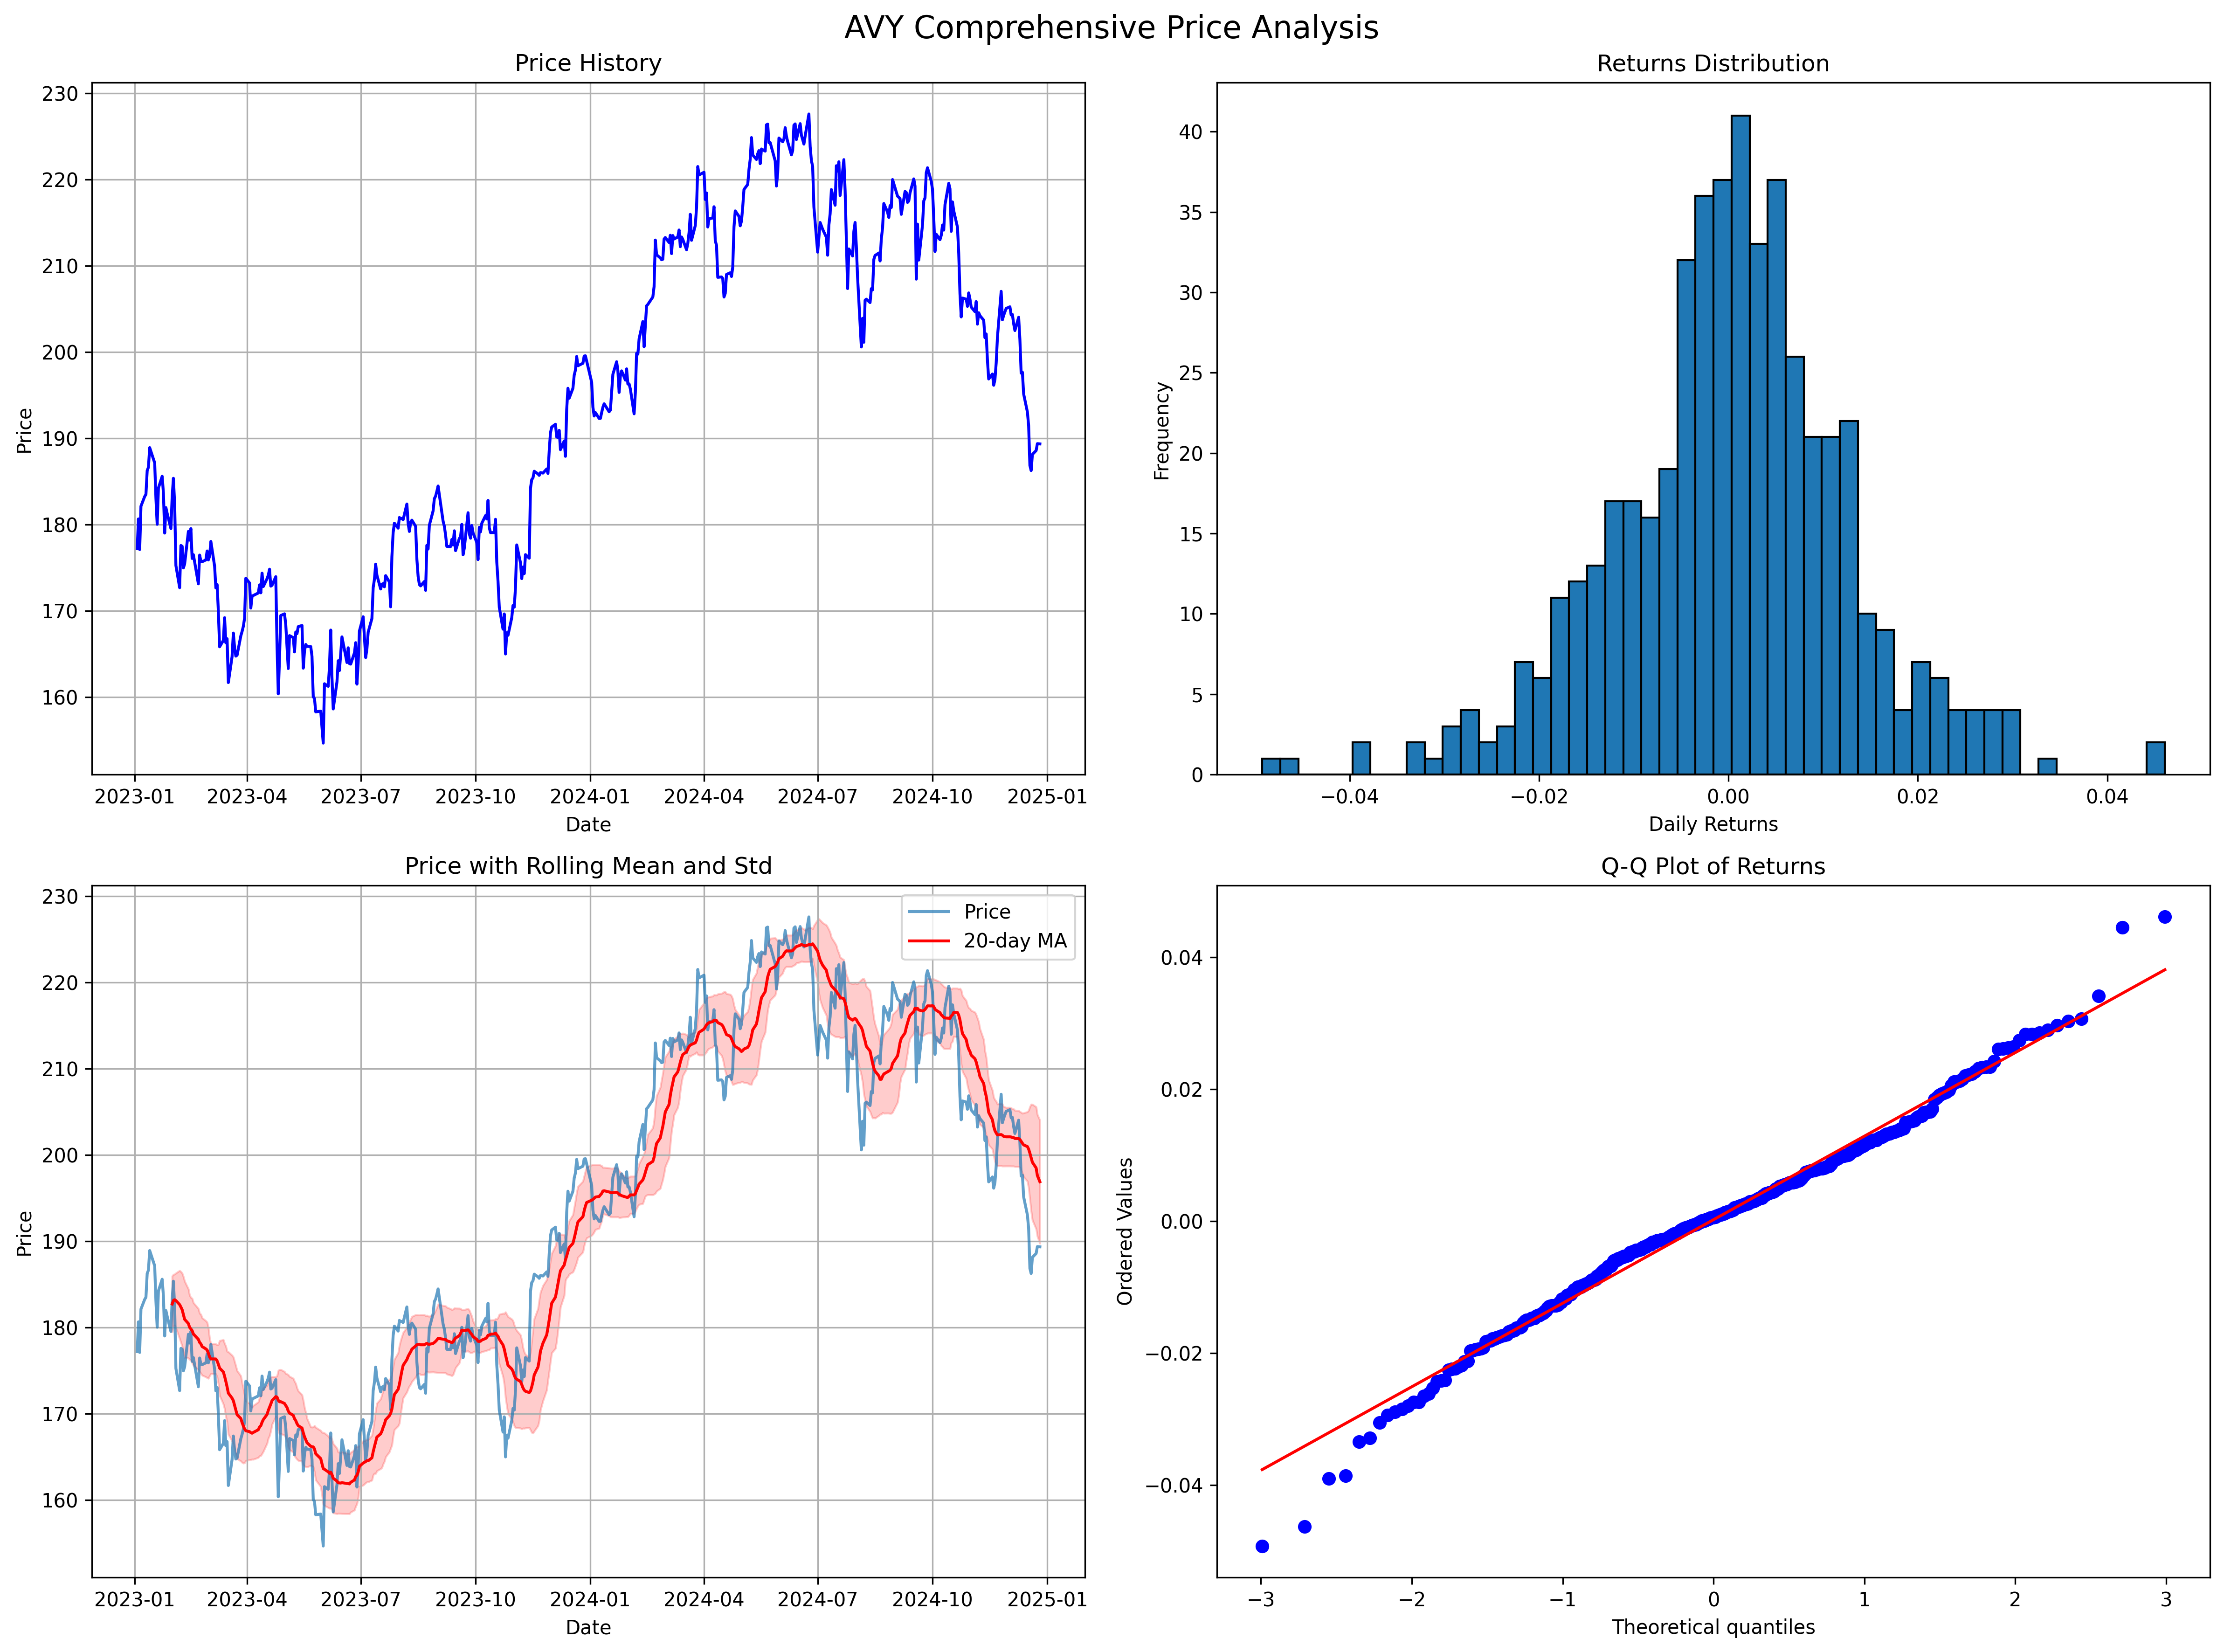 AVY Comprehensive Price Analysis
Price History
230
220
210
200
190
180
170
160
Price
2023-01 2023-04 2023-07 2023-10 2024-01 2024-04 2024-07 2024-10 2025-01
Date
Returns Distribution
40
35
30
25
20
15
10
5
0
Frequency
−0.04 −0.02 0.00 0.02 0.04
Daily Returns
Price with Rolling Mean and Std
Price
20-day MA
230
220
210
200
190
180
170
160
Price
2023-01 2023-04 2023-07 2023-10 2024-01 2024-04 2024-07 2024-10 2025-01
Date
Q-Q Plot of Returns
0.04
0.02
0.00
−0.02
−0.04
Ordered Values
−3 −2 −1 0 1 2 3
Theoretical quantiles